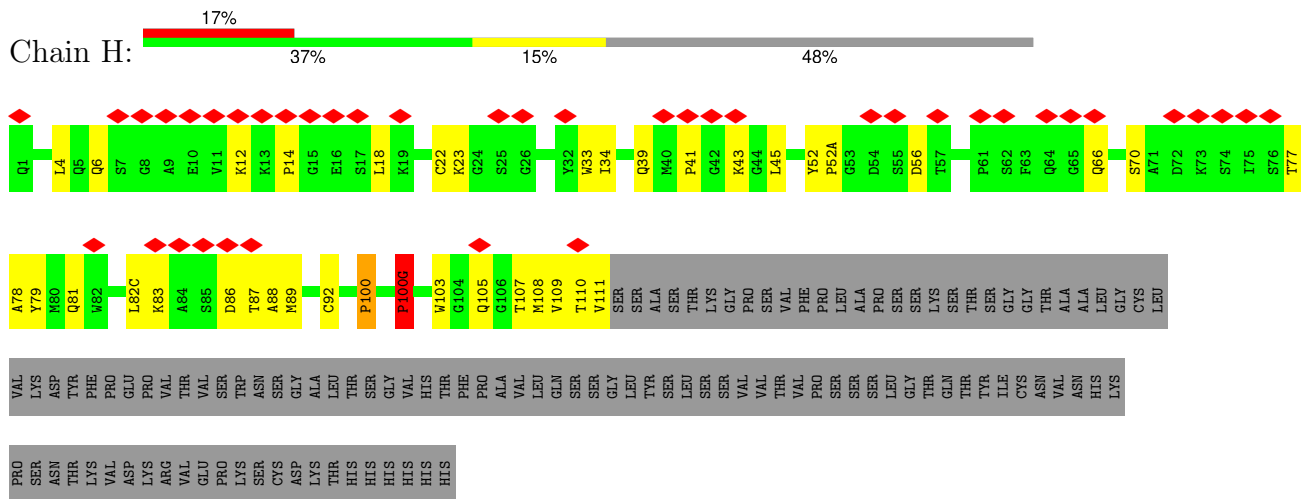 17%
Chain H:
37% 15% 48%
Q1 L4 Q5 Q6 S7 G8 A9 E10 V11 K12 K13 P14 G15 E16 S17 L18 K19 C22 K23 G24 S25 G26 Y32 W33 I34 Q39 M40 P41 G42 K43 G44 L45 Y52 P52A G53 D54 S55 D56 T57 P61 S62 F63 Q64 G65 Q66 S70 A71 D72 K73 S74 I75 S76 T77
A78 Y79 M80 Q81 W82 L82C K83 A84 S85 D86 T87 A88 M89 C92 P100 P100G W103 G104 Q105 G106 T107 M108 V109 T110 V111 SER SER ALA SER THR LYS GLY PRO SER VAL PHE PRO LEU ALA PRO SER SER LYS SER THR SER GLY GLY THR ALA ALA LEU GLY CYS LEU
VAL LYS ASP TYR PHE PRO GLU PRO VAL THR VAL SER TRP ASN SER GLY ALA LEU THR SER GLY VAL HIS THR PHE PRO ALA VAL LEU GLN SER SER GLY LEU TYR SER LEU SER SER VAL VAL THR VAL PRO SER SER SER LEU GLY THR GLN THR TYR ILE CYS ASN VAL ASN HIS LYS
PRO SER ASN THR LYS VAL ASP LYS ARG VAL GLU PRO LYS SER CYS ASP LYS THR HIS HIS HIS HIS HIS HIS